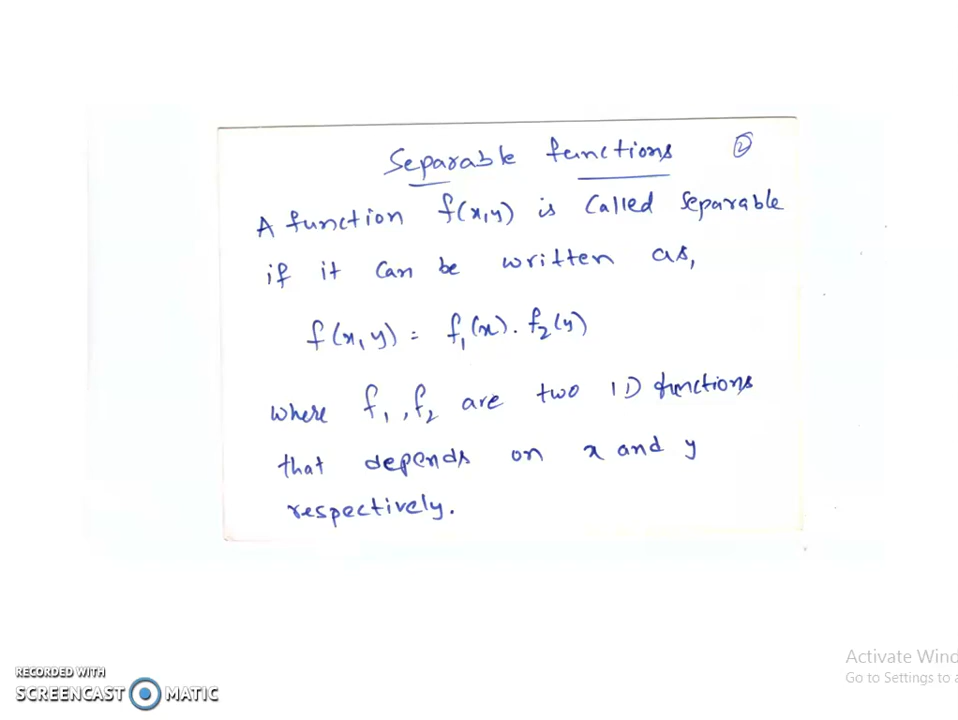 Separable functions ②
A function f(x,y) is called separable
if it can be written as,
f(x,y) = f₁(x) . f₂(y)
where f₁, f₂ are two 1D functions
that depends on x and y
respectively.
Activate Wind
Go to Settings to a
RECORDED WITH
SCREENCAST MATIC